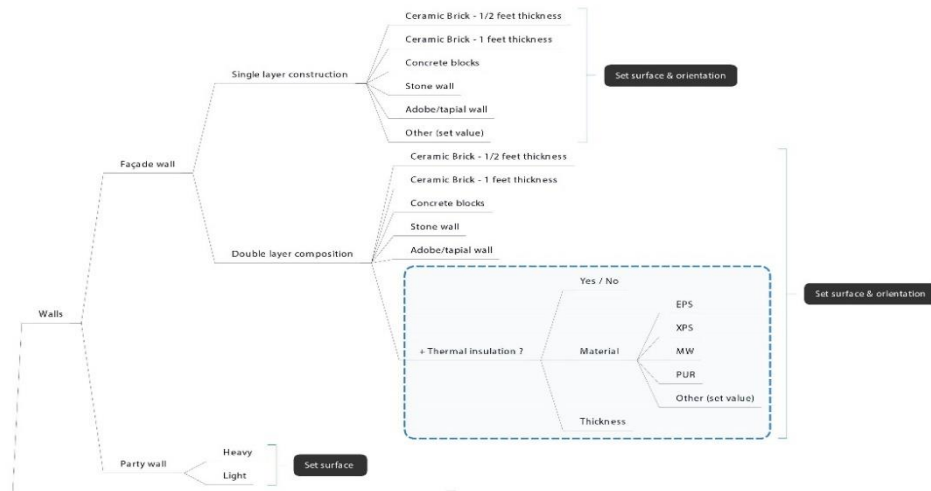 Ceramic Brick - 1/2 feet thickness
Ceramic Brick - 1 feet thickness
Concrete blocks
Single layer construction
Set surface & orientation
Stone wall
Adobe/tapial wall
Other (set value)
Façade wall
Ceramic Brick - 1/2 feet thickness
Ceramic Brick - 1 feet thickness
Concrete blocks
Stone wall
Double layer composition
Adobe/tapial wall
Yes / No
Set surface & orientation
EPS
Walls
XPS
+ Thermal insulation ?
Material
MW
PUR
Other (set value)
Thickness
Heavy
Party wall
Set surface
Light